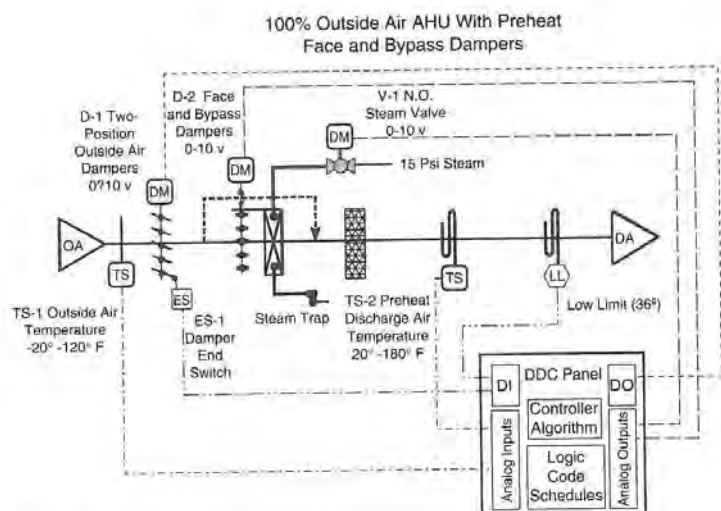 100% Outside Air AHU With Preheat
Face and Bypass Dampers
D-1 Two-
Position
Outside Air
Dampers
0?10 v
D-2 Face
and Bypass
Dampers
0-10 v
V-1 N.O.
Steam Valve
0-10 v
DM
DM
DM
15 Psi Steam
OA
DA
TS
ES
TS
LL
TS-1 Outside Air
Temperature
-20° -120° F
ES-1
Damper
End
Switch
Steam Trap
TS-2 Preheat
Discharge Air
Temperature
20° -180° F
Low Limit (36º)
DI
DDC Panel
DO
Analog Inputs
Controller
Algorithm
Logic
Code
Schedules
Analog Outputs